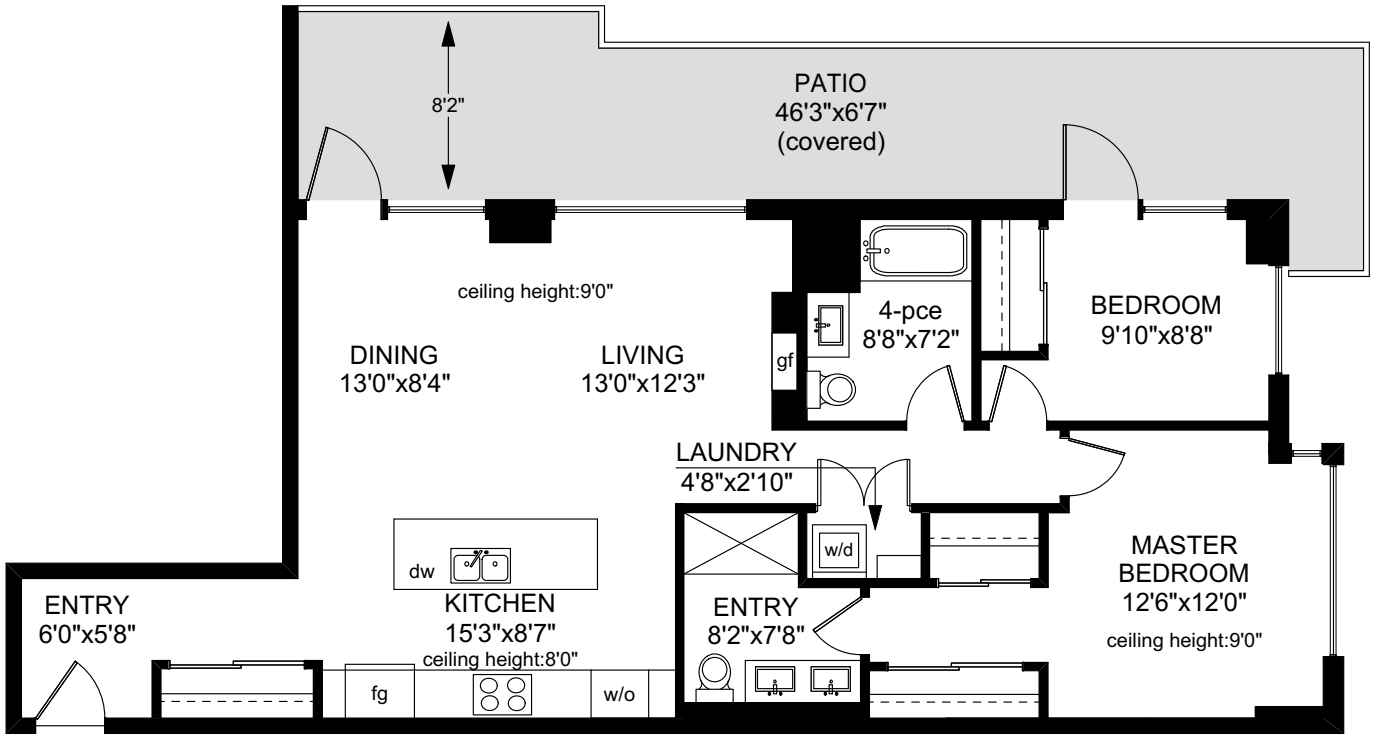 PATIO
46'3"x6'7"
(covered)
8'2"
ceiling height:9'0"
DINING
13'0"x8'4"
LIVING
13'0"x12'3"
gf
4-pce
8'8"x7'2"
BEDROOM
9'10"x8'8"
LAUNDRY
4'8"x2'10"
w/d
dw
KITCHEN
15'3"x8'7"
ceiling height:8'0"
ENTRY
6'0"x5'8"
fg
w/o
ENTRY
8'2"x7'8"
MASTER
BEDROOM
12'6"x12'0"
ceiling height:9'0"